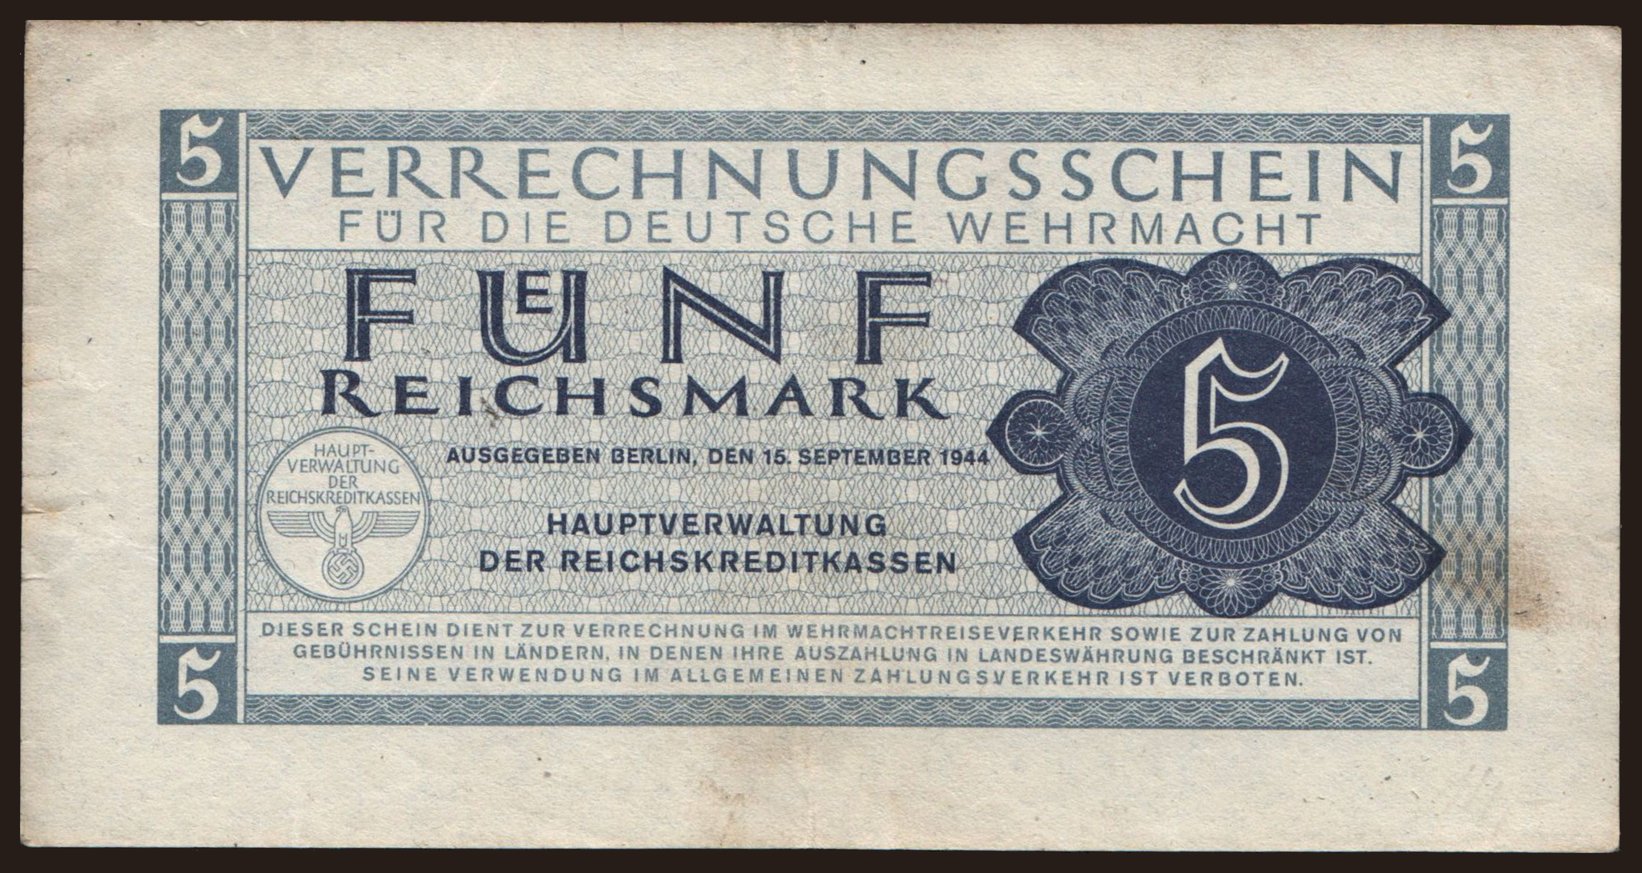 5
5
VERRECHNUNGSSCHEIN
FÜR DIE DEUTSCHE WEHRMACHT
FUENF
REICHSMARK
AUSGEGEBEN BERLIN, DEN 15. SEPTEMBER 1944
HAUPTVERWALTUNG
DER REICHSKREDITKASSEN
HAUPT-
VERWALTUNG
DER
REICHSKREDITKASSEN
5
DIESER SCHEIN DIENT ZUR VERRECHNUNG IM WEHRMACHTREISEVERKEHR SOWIE ZUR ZAHLUNG VON
GEBÜHRNISSEN IN LÄNDERN, IN DENEN IHRE AUSZAHLUNG IN LANDESWÄHRUNG BESCHRÄNKT IST.
SEINE VERWENDUNG IM ALLGEMEINEN ZAHLUNGSVERKEHR IST VERBOTEN.
5
5